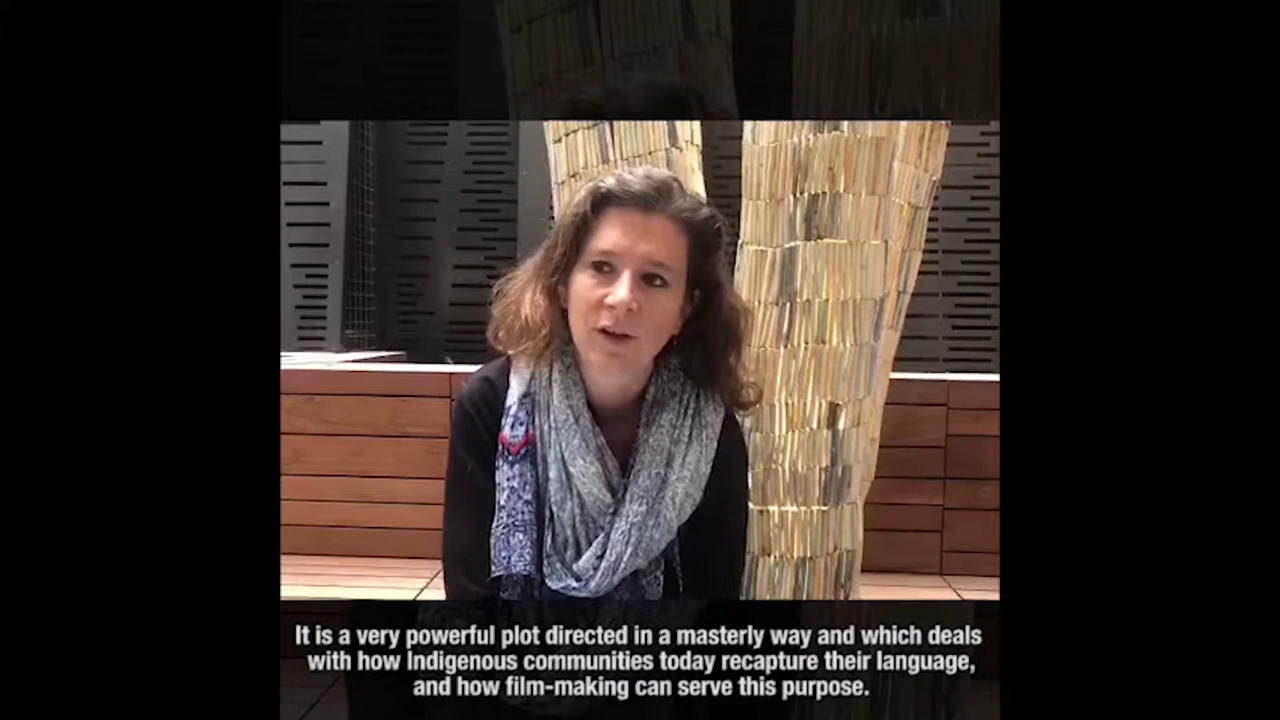 It is a very powerful plot directed in a masterly way and which deals
with how Indigenous communities today recapture their language,
and how film-making can serve this purpose.